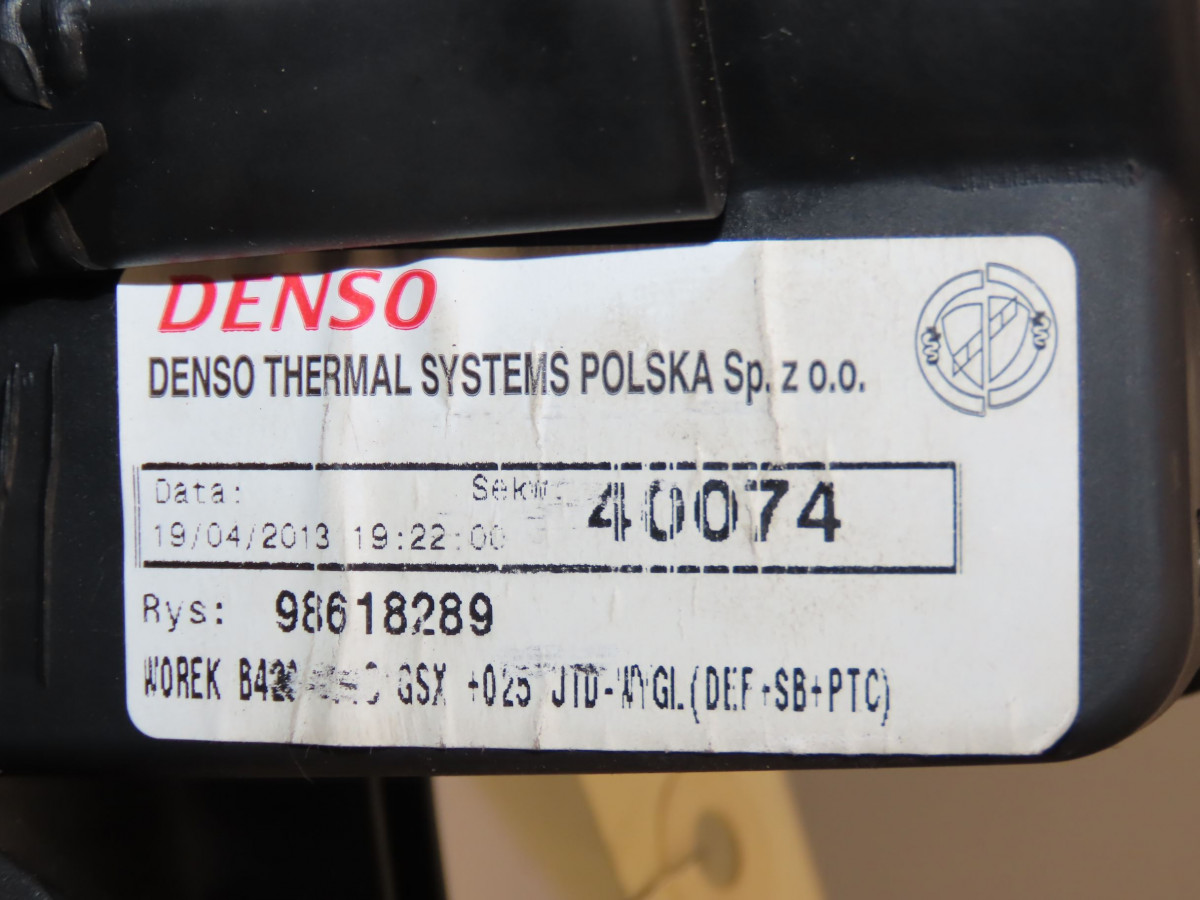 DENSO
DENSO THERMAL SYSTEMS POLSKA Sp. z o.o.
Data: Sekw: 40074
19/04/2013 19:22:00
Rys: 98618289
WOREK GSX +025 JTD-WYGL(DEF+SB+PTC)